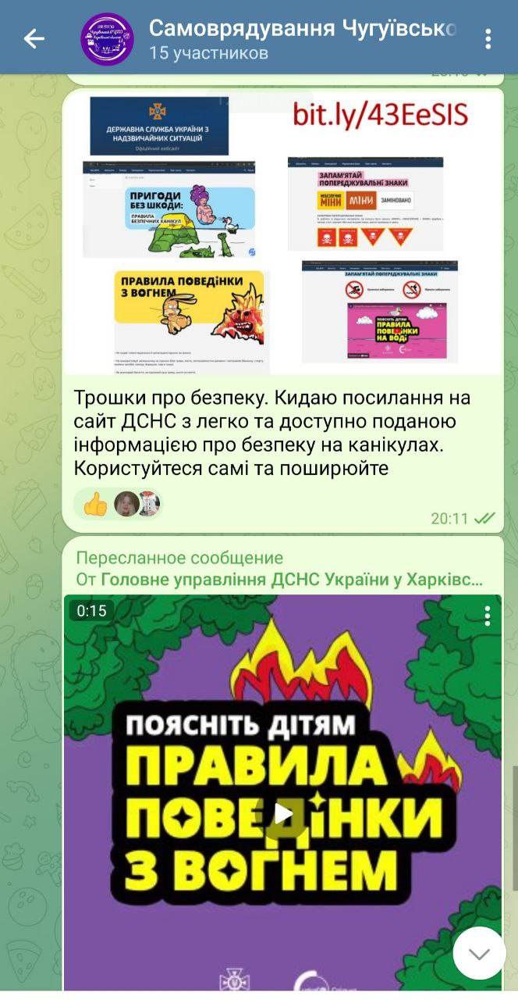 Самоврядування Чугуївсько
15 участников
ДЕРЖАВНА СЛУЖБА УКРАЇНИ З
НАДЗВИЧАЙНИХ СИТУАЦІЙ
Офіційний вебсайт
bit.ly/43EeSIS
ПРИГОДИ
БЕЗ ШКОДИ:
ПРАВИЛА
БЕЗПЕЧНИХ КАНІКУЛ
ЗАПАМ'ЯТАЙ
ПОПЕРЕДЖУВАЛЬНІ ЗНАКИ
НЕБЕЗПЕЧНО
МІНИ
МІНИ
ЗАМІНОВАНО
ПРАВИЛА ПОВЕДІНКИ
З ВОГНЕМ
ЗАПАМ'ЯТАЙ ПОПЕРЕДЖУВАЛЬНІ ЗНАКИ
ПОЯСНІТЬ ДІТЯМ
ПРАВИЛА
ПОВЕДІНКИ
НА ВОДІ
Трошки про безпеку. Кидаю посилання на
сайт ДСНС з легко та доступно поданою
інформацією про безпеку на канікулах.
Користуйтеся самі та поширюйте
20:11
Пересланное сообщение
От Головне управління ДСНС України у Харківс...
0:15
ПОЯСНІТЬ ДІТЯМ
ПРАВИЛА
ПОВЕДІНКИ
З ВОГНЕМ